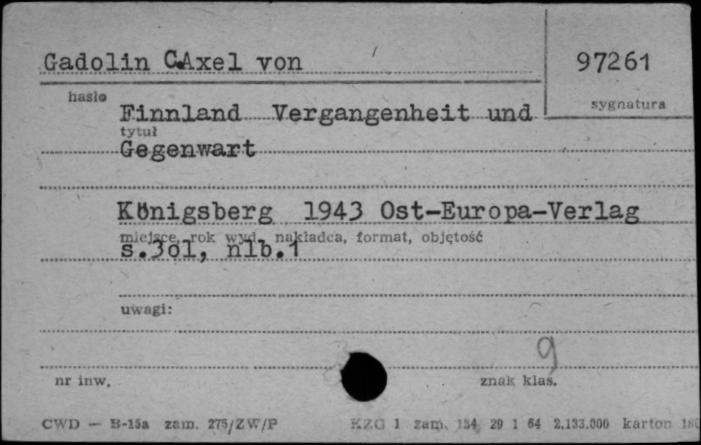 Gadolin C.Axel von
97261
hasło
sygnatura
Finnland Vergangenheit und
tytuł
Gegenwart
Königsberg 1943 Ost-Europa-Verlag
miejsce, rok wyd., nakładca, format, objętość
s.3o1, nlb.1
uwagi:
9
nr inw.
znak klas.
CWD — B-15a zam. 275/ZW/P
KZG 1 zam. 154 29 1 64 2.133.000 karton